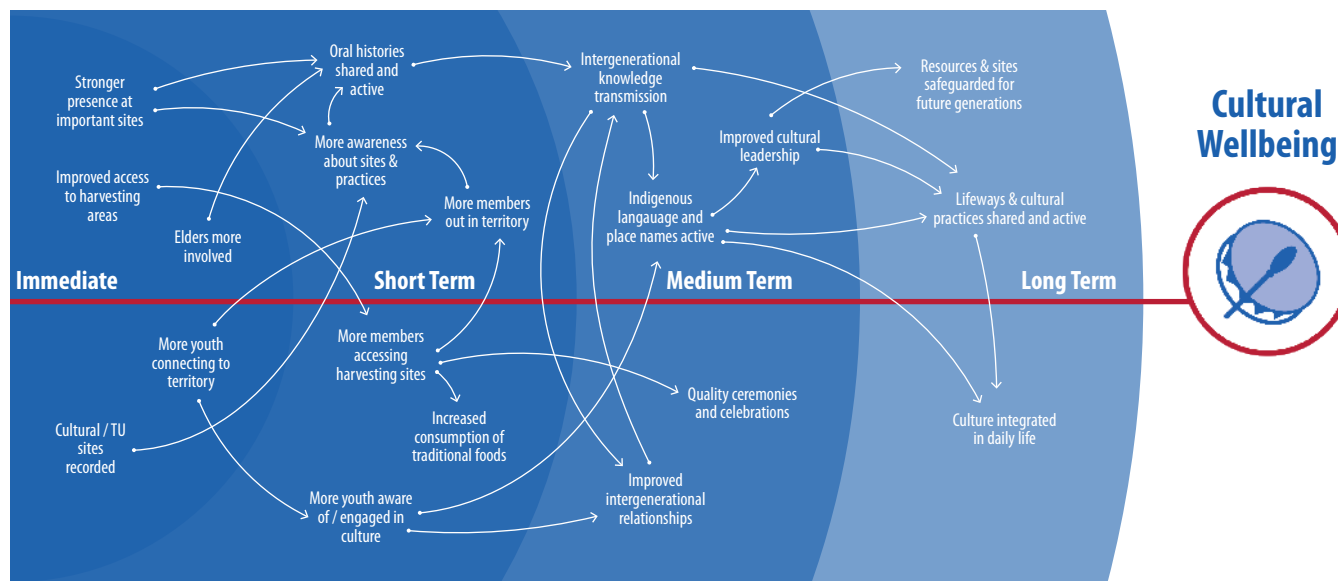 Stronger
presence at
important sites
Improved access
to harvesting
areas
Elders more
involved
Oral histories
shared and
active
More awareness
about sites &
practices
More members
out in territory
Intergenerational
knowledge
transmission
Improved cultural
leadership
Indigenous
langauage and
place names active
Resources & sites
safeguarded for
future generations
Lifeways & cultural
practices shared and active
Cultural
Wellbeing
Immediate
Short Term
Medium Term
Long Term
More youth
connecting to
territory
Cultural / TU
sites
recorded
More members
accessing
harvesting sites
Increased
consumption of
traditional foods
More youth aware
of / engaged in
culture
Quality ceremonies
and celebrations
Improved
intergenerational
relationships
Culture integrated
in daily life